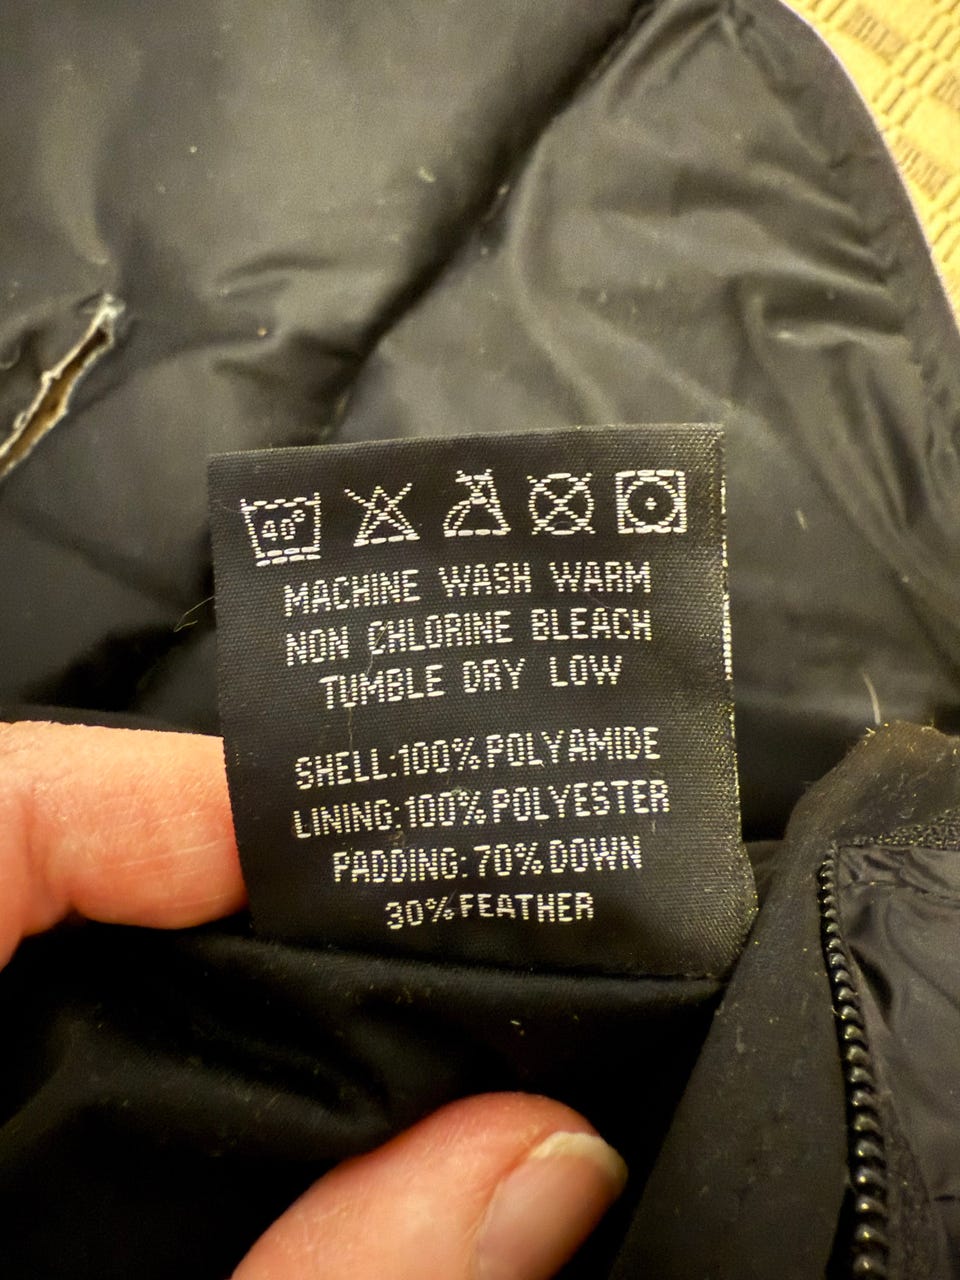 40°
MACHINE WASH WARM
NON CHLORINE BLEACH
TUMBLE DRY LOW
SHELL:100% POLYAMIDE
LINING:100% POLYESTER
PADDING: 70% DOWN
30% FEATHER